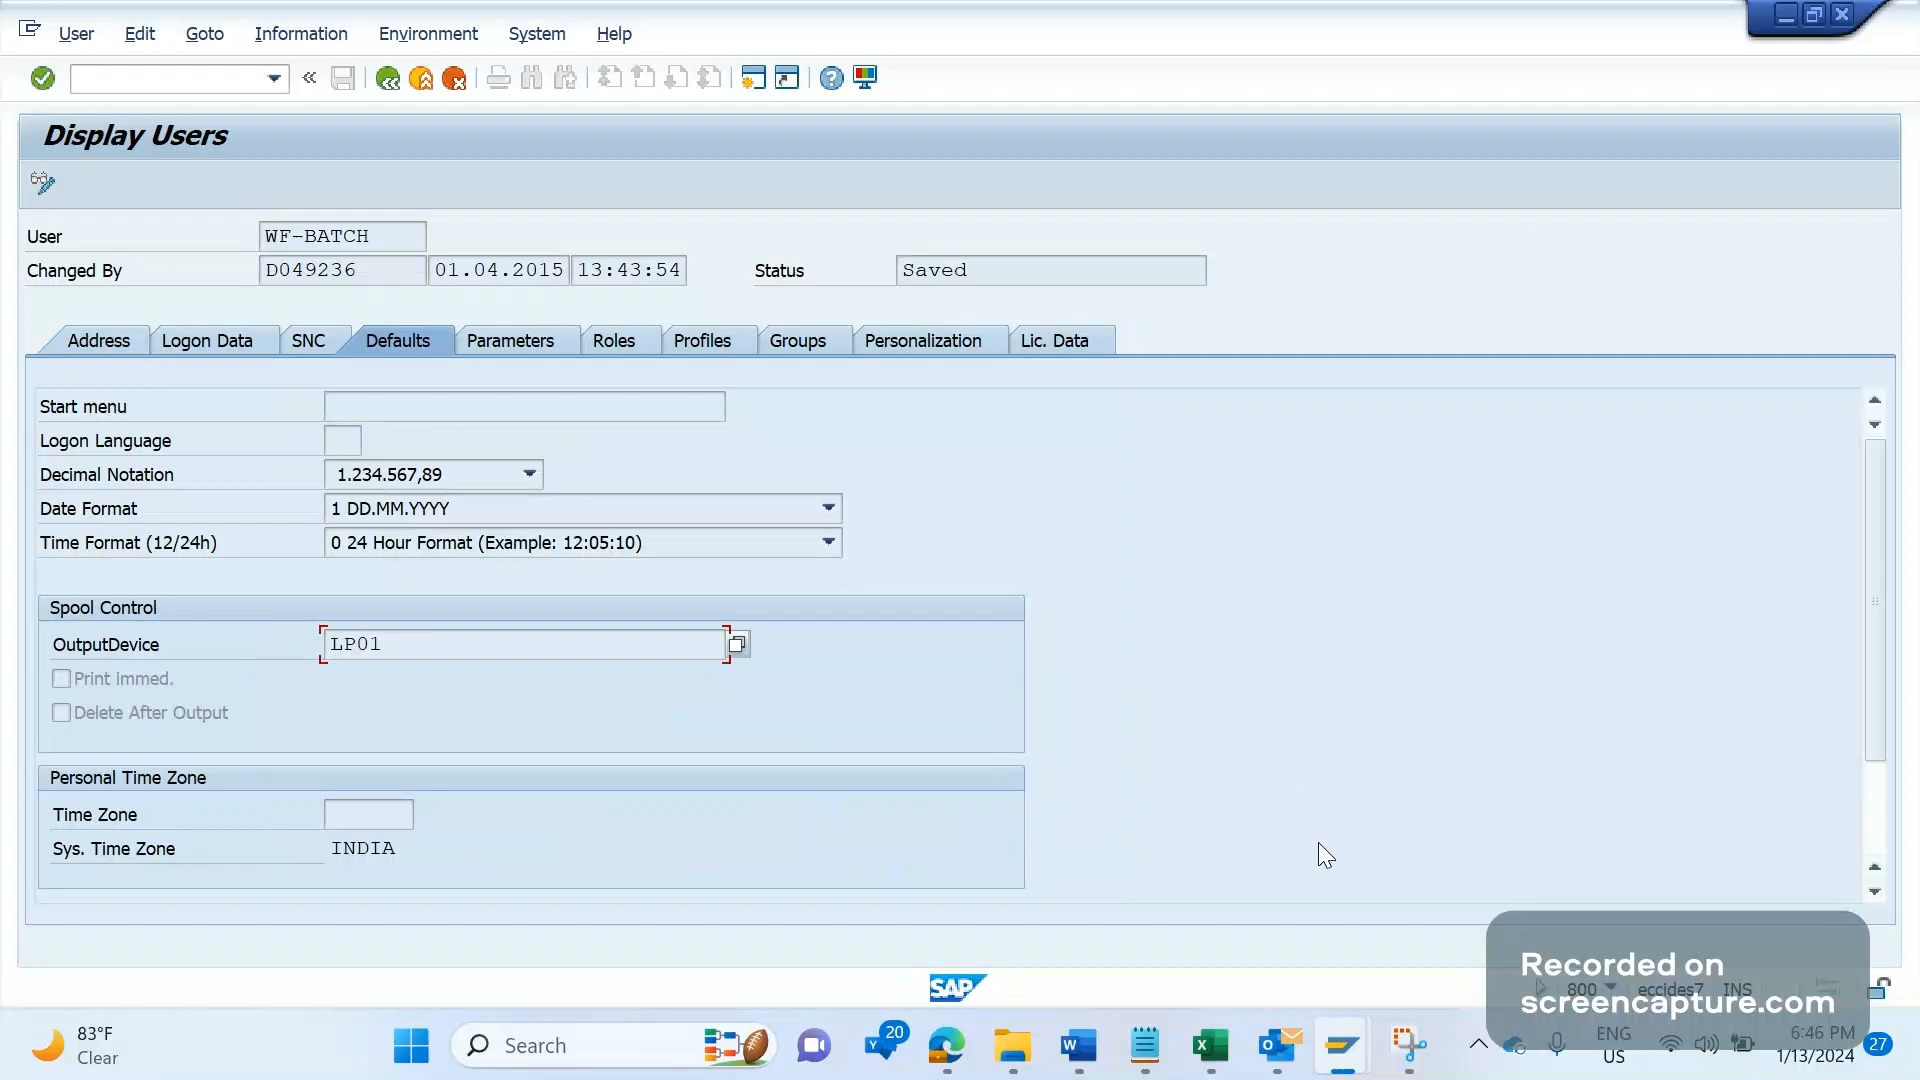 User Edit Goto Information Environment System Help
Display Users
User WF-BATCH
Changed By D049236 01.04.2015 13:43:54 Status Saved
Address Logon Data SNC Defaults Parameters Roles Profiles Groups Personalization Lic. Data
Start menu
Logon Language
Decimal Notation 1.234.567,89
Date Format 1 DD.MM.YYYY
Time Format (12/24h) 0 24 Hour Format (Example: 12:05:10)
Spool Control
OutputDevice LP01
Print immed.
Delete After Output
Personal Time Zone
Time Zone
Sys. Time Zone INDIA
Recorded on
screencapture.com
SAP 800 eccides7 INS
83°F
Clear
Search
20
ENG
US
6:46 PM
1/13/2024
27